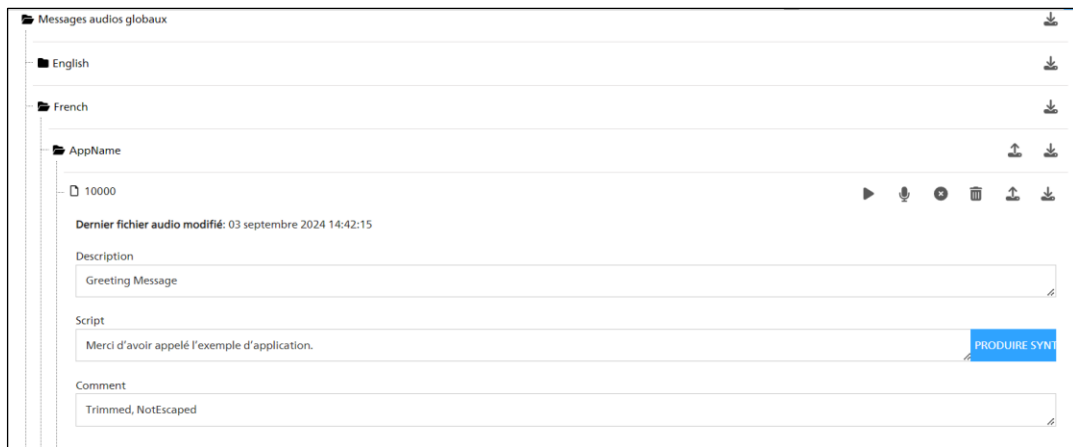 Messages audios globaux
English
French
AppName
10000
Dernier fichier audio modifié: 03 septembre 2024 14:42:15
Description
Greeting Message
Script
Merci d’avoir appelé l’exemple d’application.
PRODUIRE SYNT
Comment
Trimmed, NotEscaped